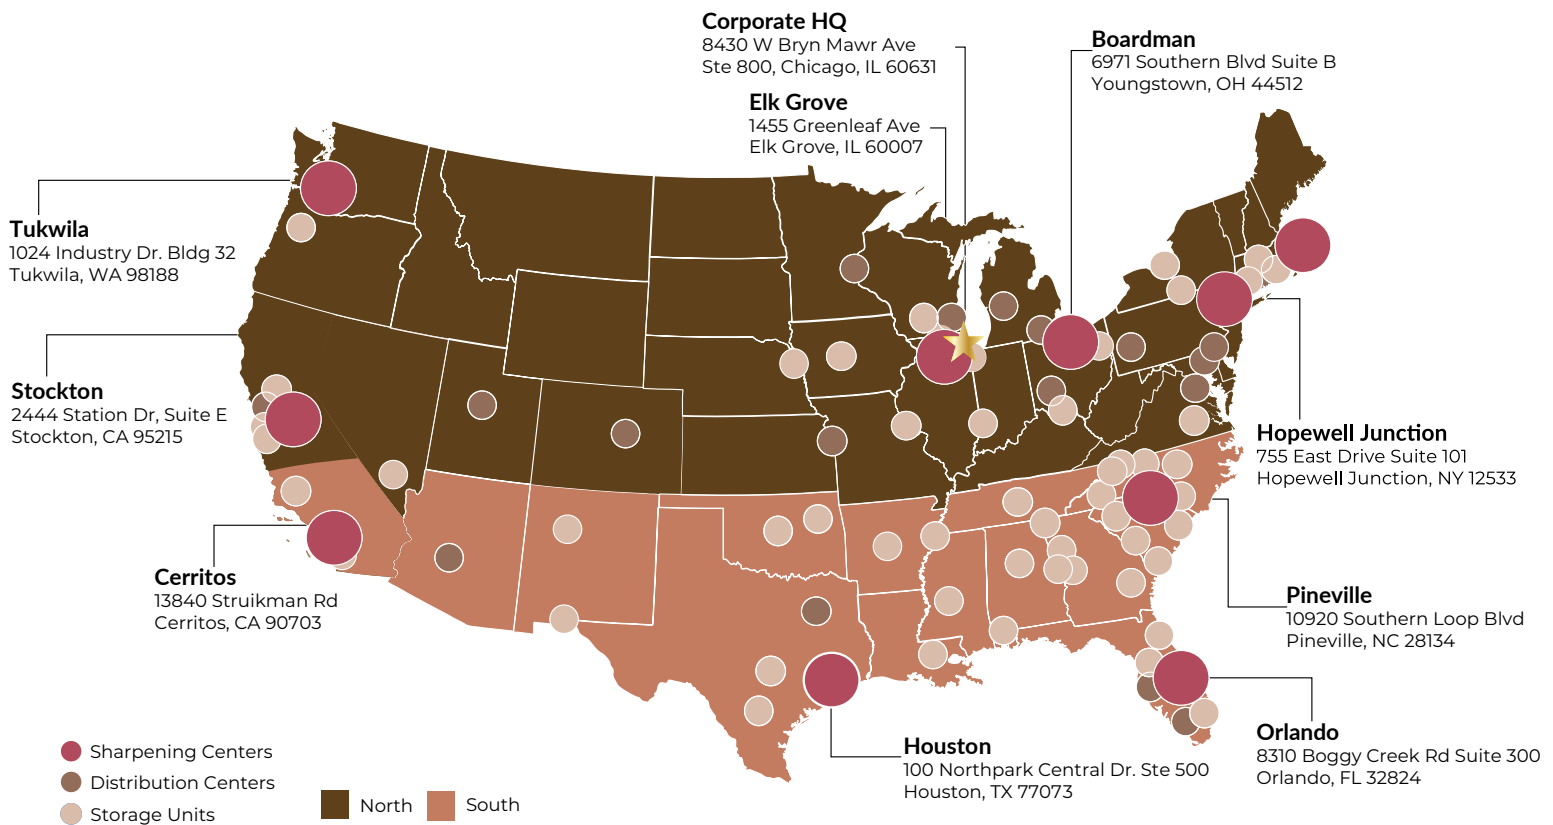 Corporate HQ
8430 W Bryn Mawr Ave
Ste 800, Chicago, IL 60631
Boardman
6971 Southern Blvd Suite B
Youngstown, OH 44512
Elk Grove
1455 Greenleaf Ave
Elk Grove, IL 60007
Tukwila
1024 Industry Dr. Bldg 32
Tukwila, WA 98188
Stockton
2444 Station Dr, Suite E
Stockton, CA 95215
Hopewell Junction
755 East Drive Suite 101
Hopewell Junction, NY 12533
Cerritos
13840 Struikman Rd
Cerritos, CA 90703
Pineville
10920 Southern Loop Blvd
Pineville, NC 28134
Orlando
8310 Boggy Creek Rd Suite 300
Orlando, FL 32824
Houston
100 Northpark Central Dr. Ste 500
Houston, TX 77073
Sharpening Centers
Distribution Centers
Storage Units
North
South